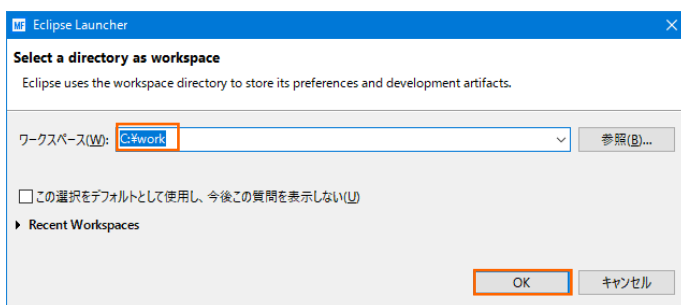 MF Eclipse Launcher
Select a directory as workspace
Eclipse uses the workspace directory to store its preferences and development artifacts.
ワークスペース(W): C:¥work 参照(B)...
この選択をデフォルトとして使用し、今後この質問を表示しない(U)
Recent Workspaces
OK キャンセル